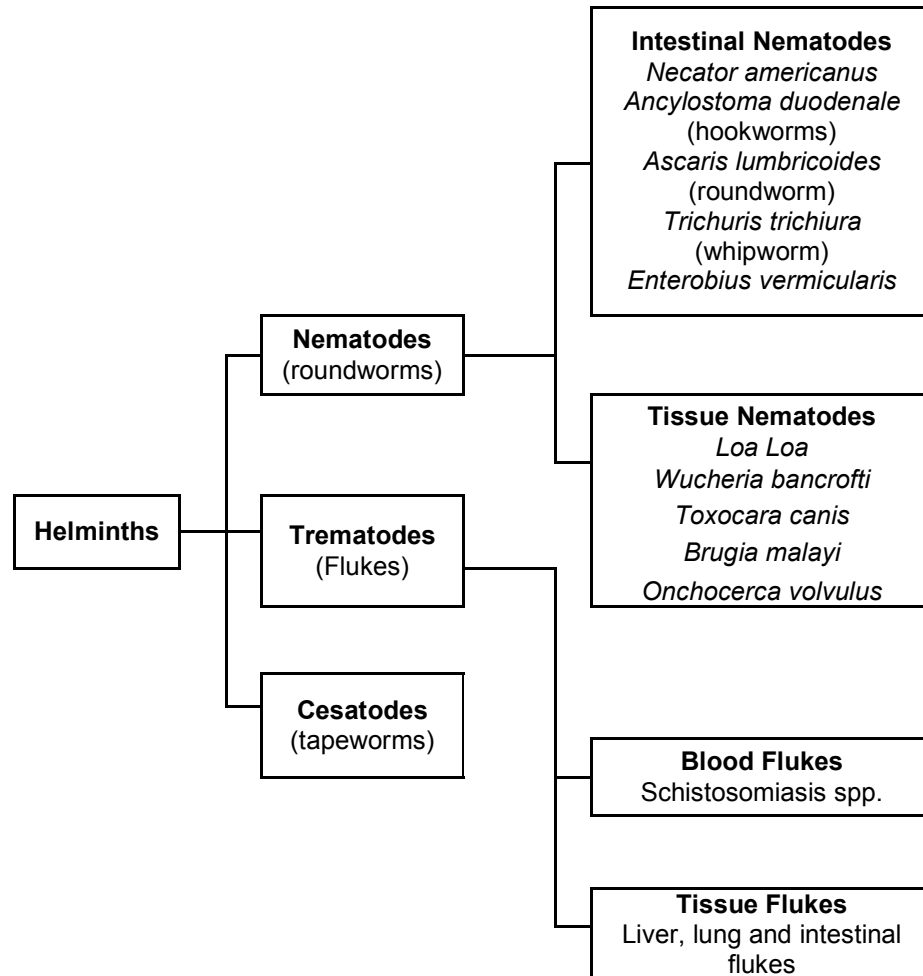 Helminths
Nematodes
(roundworms)
Trematodes
(Flukes)
Cesatodes
(tapeworms)
Intestinal Nematodes
Necator americanus
Ancylostoma duodenale
(hookworms)
Ascaris lumbricoides
(roundworm)
Trichuris trichiura
(whipworm)
Enterobius vermicularis
Tissue Nematodes
Loa Loa
Wucheria bancrofti
Toxocara canis
Brugia malayi
Onchocerca volvulus
Blood Flukes
Schistosomiasis spp.
Tissue Flukes
Liver, lung and intestinal
flukes